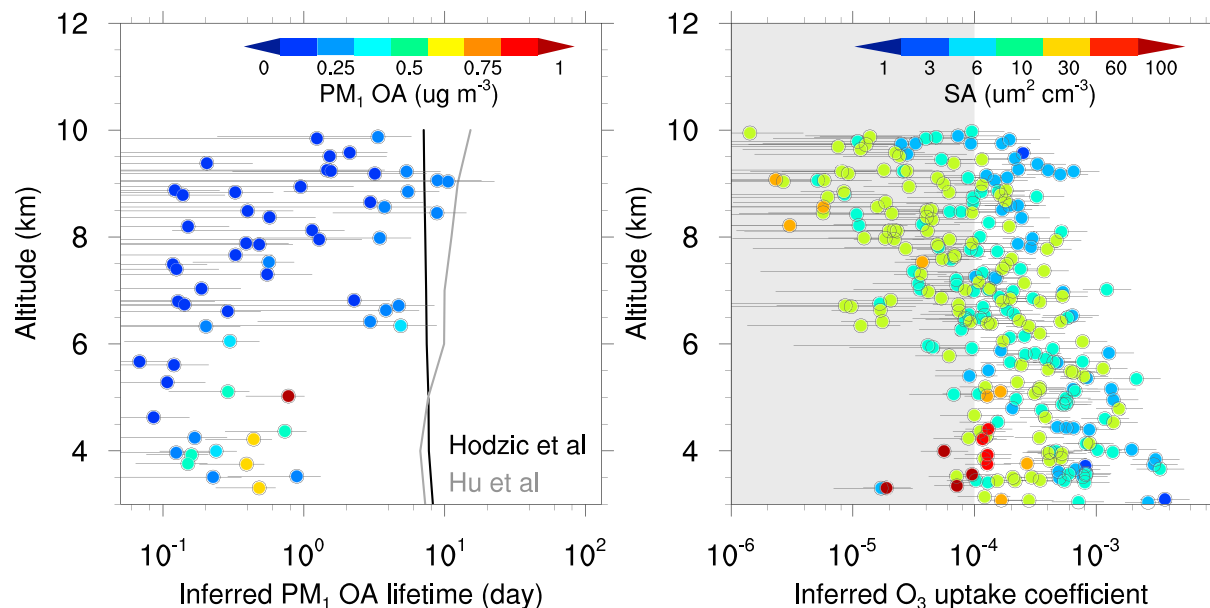 12
10
8
6
4
Altitude (km)
0 0.25 0.5 0.75 1
PM₁ OA (ug m⁻³)
Hodzic et al
Hu et al
10⁻¹ 10⁰ 10¹ 10²
Inferred PM₁ OA lifetime (day)
12
10
8
6
4
Altitude (km)
1 3 6 10 30 60 100
SA (um² cm⁻³)
10⁻⁶ 10⁻⁵ 10⁻⁴ 10⁻³
Inferred O₃ uptake coefficient